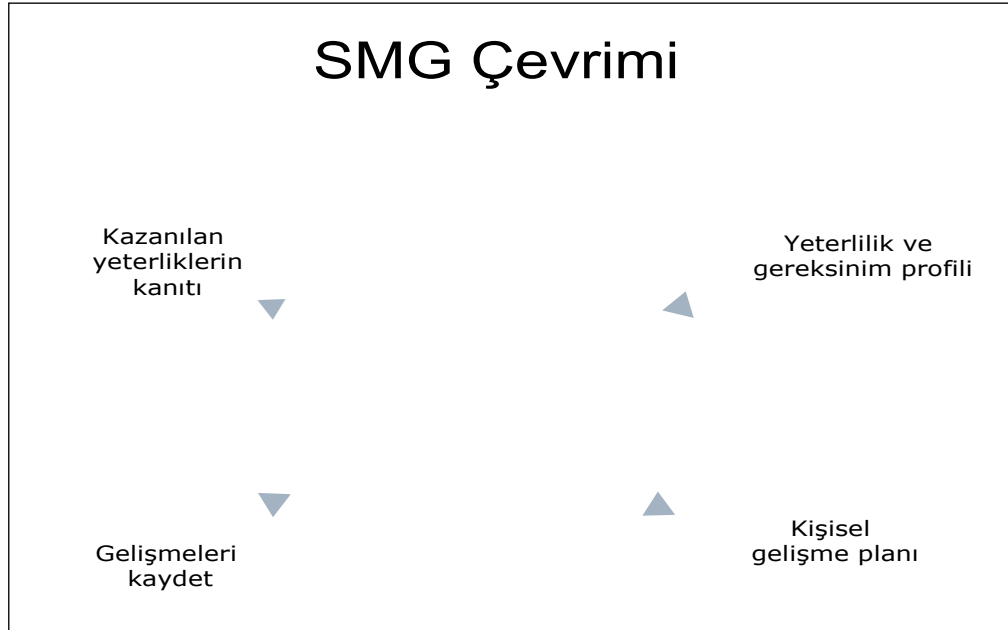 SMG Çevrimi
Kazanılan
yeterliklerin
kanıtı
Yeterlilik ve
gereksinim profili
Gelişmeleri
kaydet
Kişisel
gelişme planı